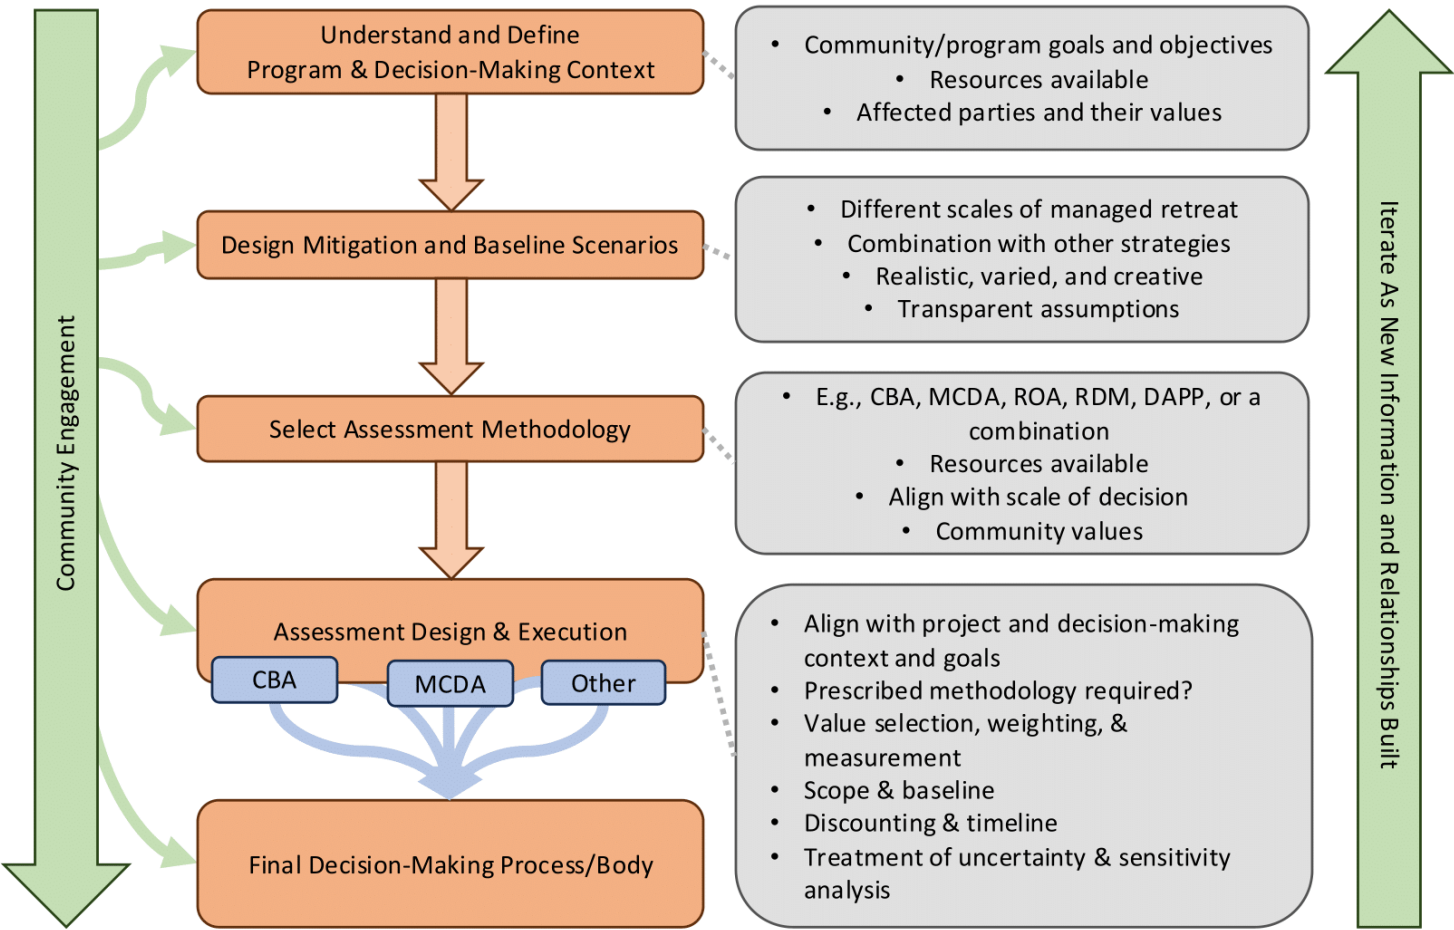 Understand and Define
Program & Decision-Making Context
• Community/program goals and objectives
• Resources available
• Affected parties and their values
Design Mitigation and Baseline Scenarios
• Different scales of managed retreat
• Combination with other strategies
• Realistic, varied, and creative
• Transparent assumptions
Select Assessment Methodology
• E.g., CBA, MCDA, ROA, RDM, DAPP, or a
combination
• Resources available
• Align with scale of decision
• Community values
Assessment Design & Execution
CBA
MCDA
Other
• Align with project and decision-making
context and goals
• Prescribed methodology required?
• Value selection, weighting, &
measurement
• Scope & baseline
• Discounting & timeline
• Treatment of uncertainty & sensitivity
analysis
Final Decision-Making Process/Body
Community Engagement
Iterate As New Information and Relationships Built